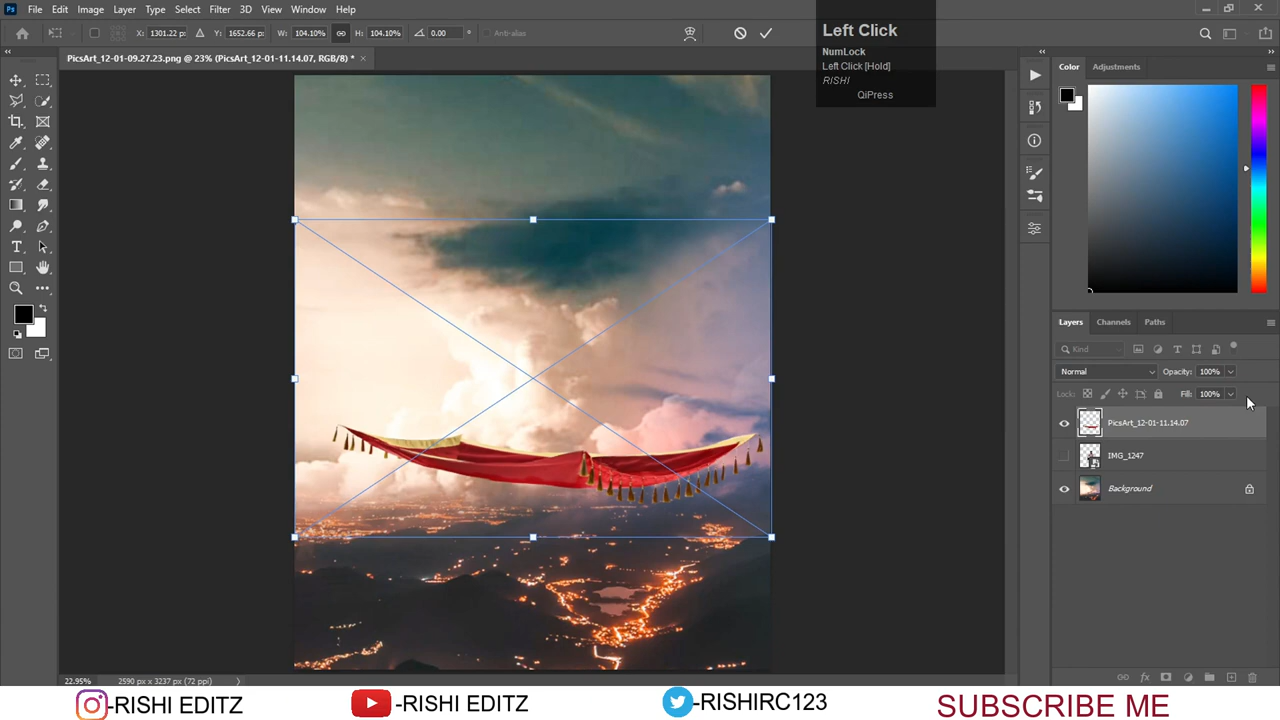 Ps File Edit Image Layer Type Select Filter 3D View Window Help
Left Click
NumLock
Left Click [Hold]
RISHI
QiPress
X: 1301.22 px Y: 1652.66 px W: 104.10% H: 104.10% 0.00 Anti-alias
PicsArt_12-01-09.27.23.png @ 23% (PicsArt_12-01-11.14.07, RGB/8) * ×
Color Adjustments
Layers Channels Paths
Kind
Normal Opacity: 100%
Lock: Fill: 100%
PicsArt_12-01-11.14.07
IMG_1247
Background
22.95% 2590 px x 3237 px (72 ppi)
-RISHI EDITZ -RISHI EDITZ -RISHIRC123 SUBSCRIBE ME